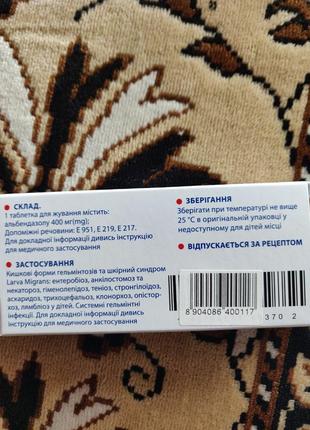 СКЛАД.
1 таблетка для жування містить:
альбендазолу 400 мг(mg);
Допоміжні речовини: Е 951, Е 219, Е 217.
Для докладної інформації дивись інструкцію
для медичного застосування
ЗАСТОСУВАННЯ
Кишкові форми гельмінтозів та шкірний синдром
Larva Migrans: ентеробіоз, анкілостомоз та
некатороз, гіменолепідоз, теніоз, стронгілоїдоз,
аскаридоз, трихоцефальоз, клонорхоз, опістор-
хоз, лямбліоз у дітей. Системні гельмінтні
інфекції. Для докладної інформації дивись
інструкцію для медичного застосування
ЗБЕРІГАННЯ
Зберігати при температурі не вище
25 °С в оригінальній упаковці у
недоступному для дітей місці
ВІДПУСКАЄТЬСЯ ЗА РЕЦЕПТОМ
8 904086 400117
370 2